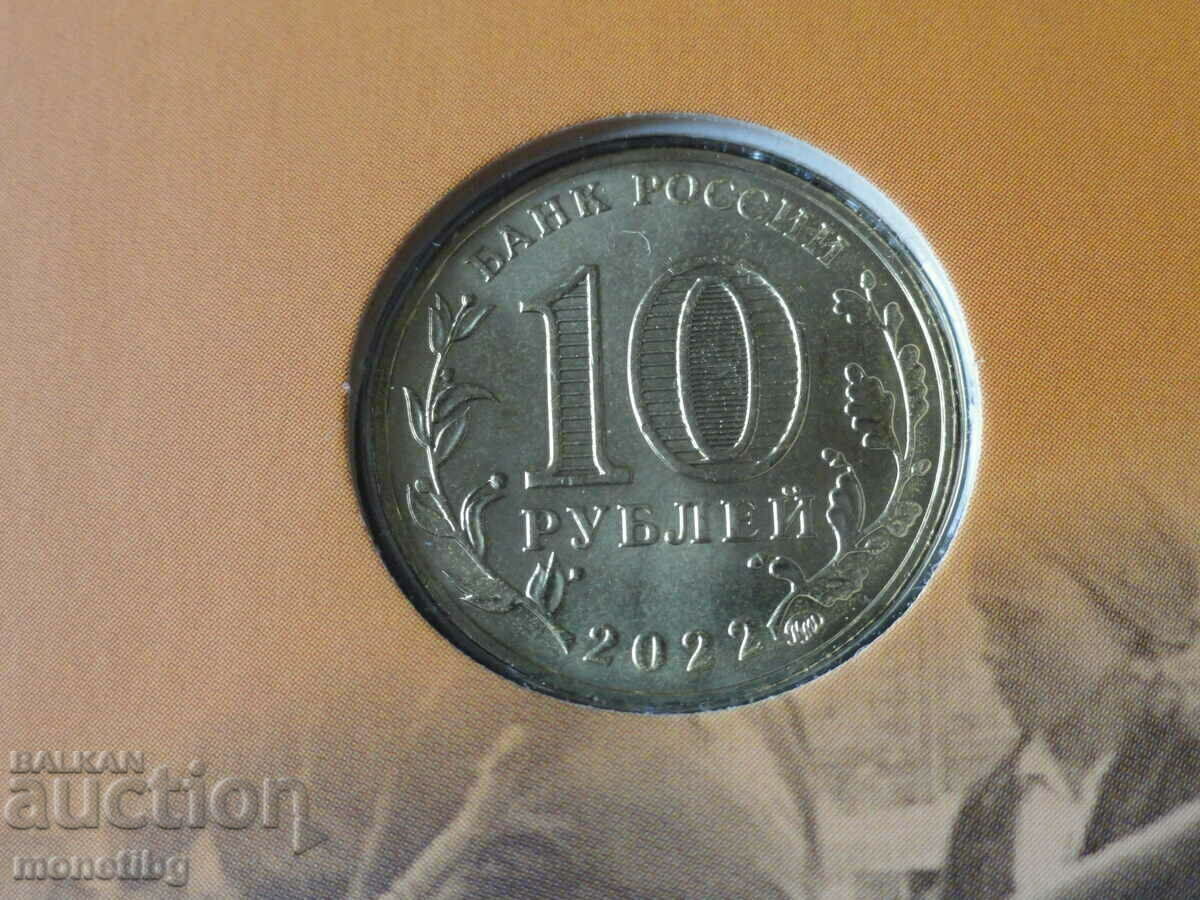 БАНК РОССИИ
10
РУБЛЕЙ
2022
BALKAN
auction
monetibg